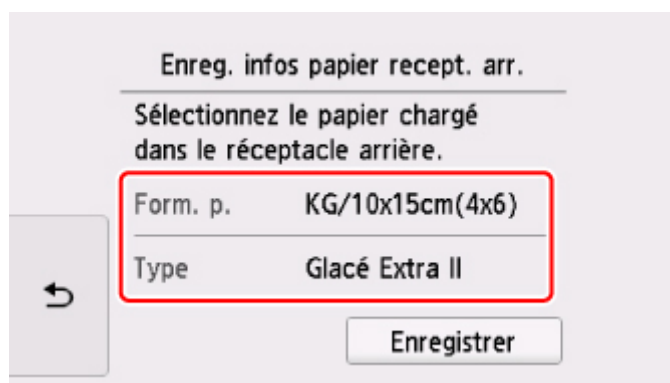 Enreg. infos papier recept. arr.
Sélectionnez le papier chargé
dans le réceptacle arrière.
Form. p. KG/10x15cm(4x6)
Type Glacé Extra II
Enregistrer